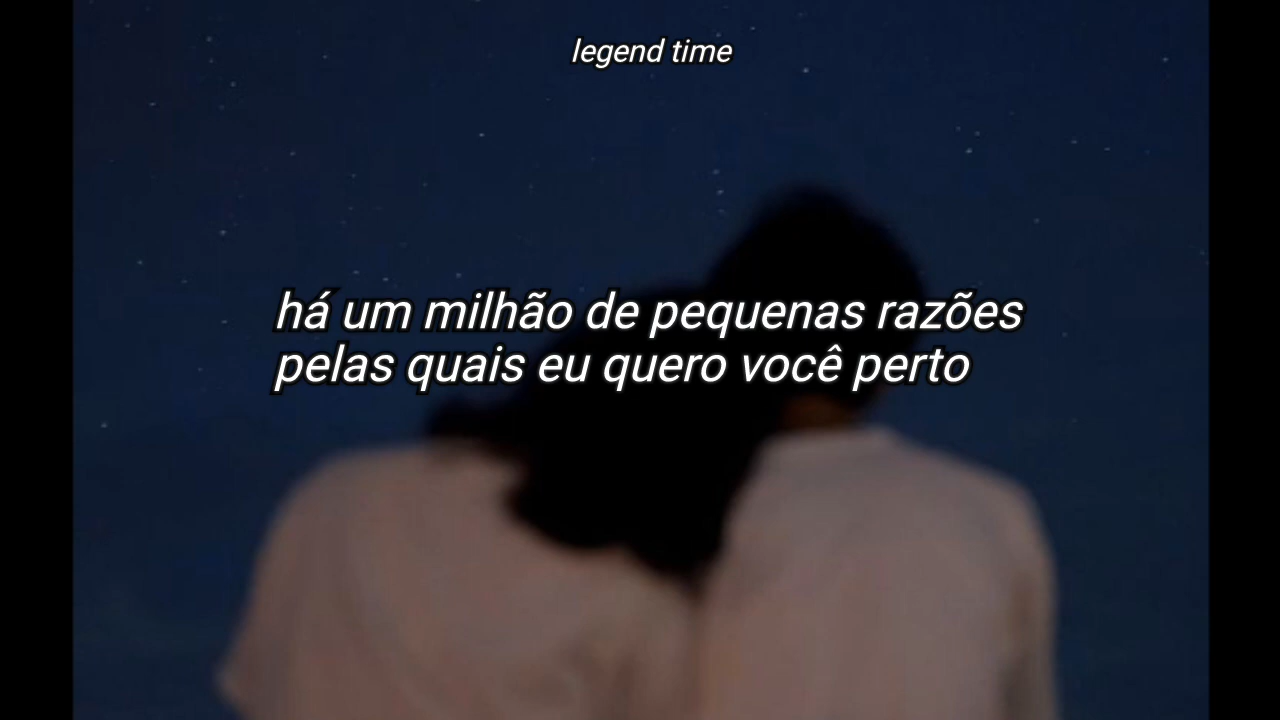 legend time
há um milhão de pequenas razões
pelas quais eu quero você perto